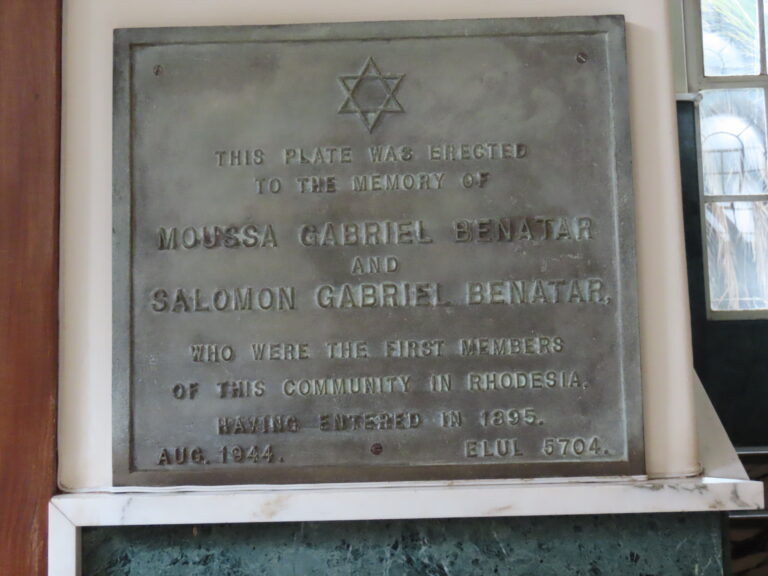 THIS PLATE WAS ERECTED
TO THE MEMORY OF
MOUSSA GABRIEL BENATAR
AND
SALOMON GABRIEL BENATAR,
WHO WERE THE FIRST MEMBERS
OF THIS COMMUNITY IN RHODESIA.
HAVING ENTERED IN 1895.
AUG. 1944. ELUL 5704.